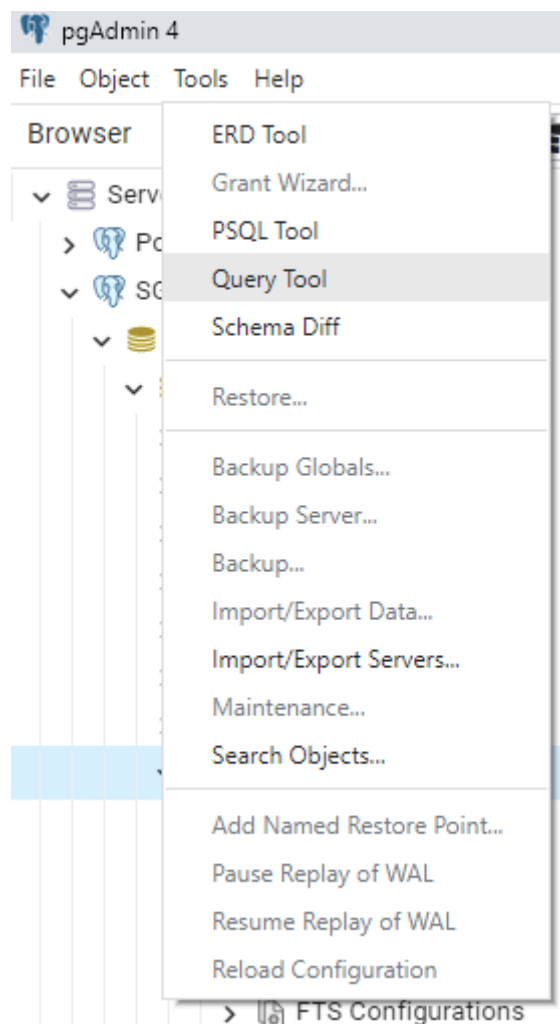 pgAdmin 4
File Object Tools Help
Browser
ERD Tool
Grant Wizard...
PSQL Tool
Query Tool
Schema Diff
Restore...
Backup Globals...
Backup Server...
Backup...
Import/Export Data...
Import/Export Servers...
Maintenance...
Search Objects...
Add Named Restore Point...
Pause Replay of WAL
Resume Replay of WAL
Reload Configuration
FTS Configurations